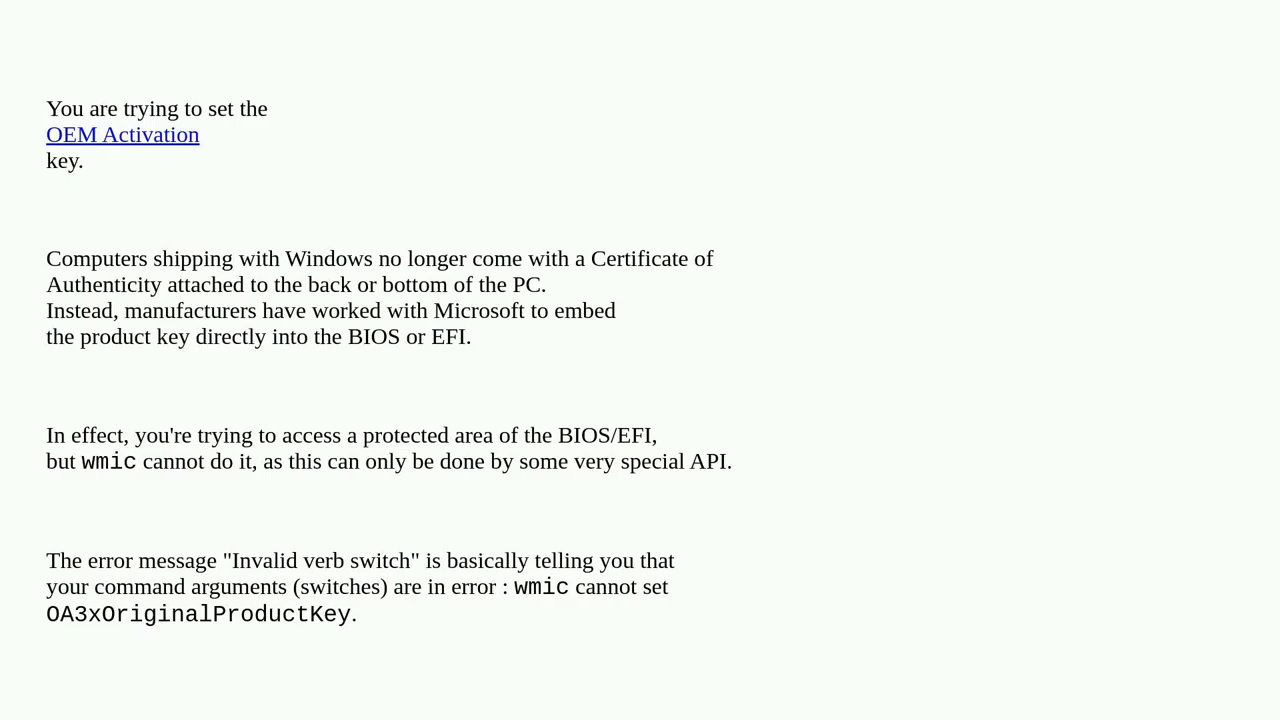 You are trying to set the
OEM Activation
key.
Computers shipping with Windows no longer come with a Certificate of
Authenticity attached to the back or bottom of the PC.
Instead, manufacturers have worked with Microsoft to embed
the product key directly into the BIOS or EFI.
In effect, you're trying to access a protected area of the BIOS/EFI,
but wmic cannot do it, as this can only be done by some very special API.
The error message "Invalid verb switch" is basically telling you that
your command arguments (switches) are in error : wmic cannot set
OA3xOriginalProductKey.